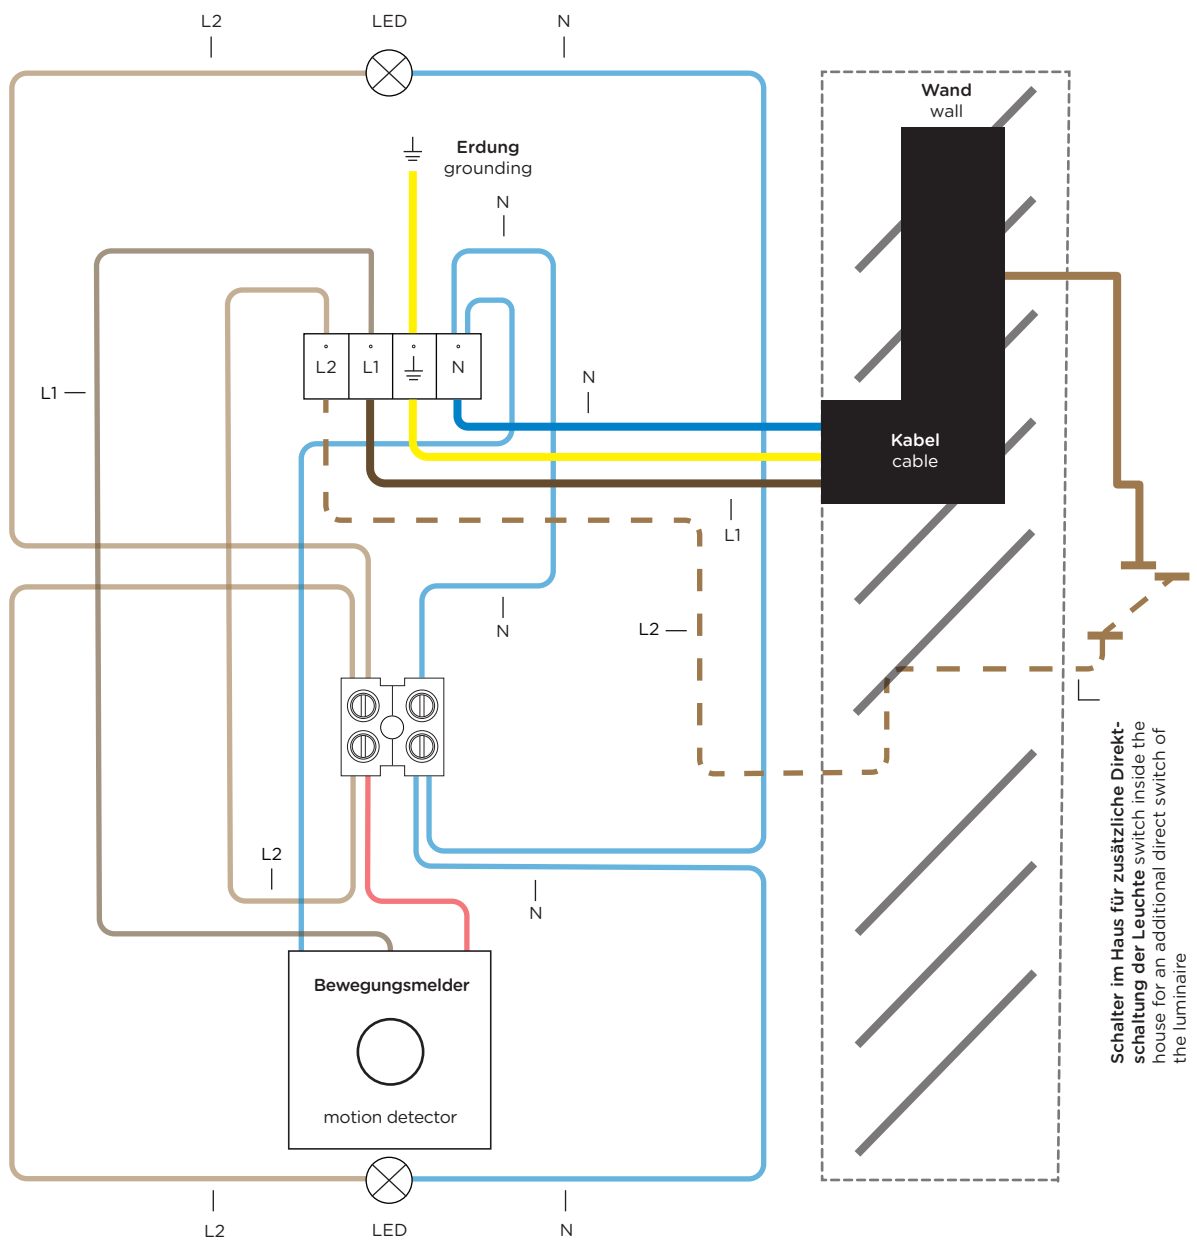 L2
LED
N
Wand
wall
Erdung
grounding
N
L2
L1
N
L1
N
Kabel
cable
L1
N
L2
Schalter im Haus für zusätzliche Direkt-
schaltung der Leuchte switch inside the
house for an additional direct switch of
the luminaire
L2
N
Bewegungsmelder
motion detector
L2
LED
N